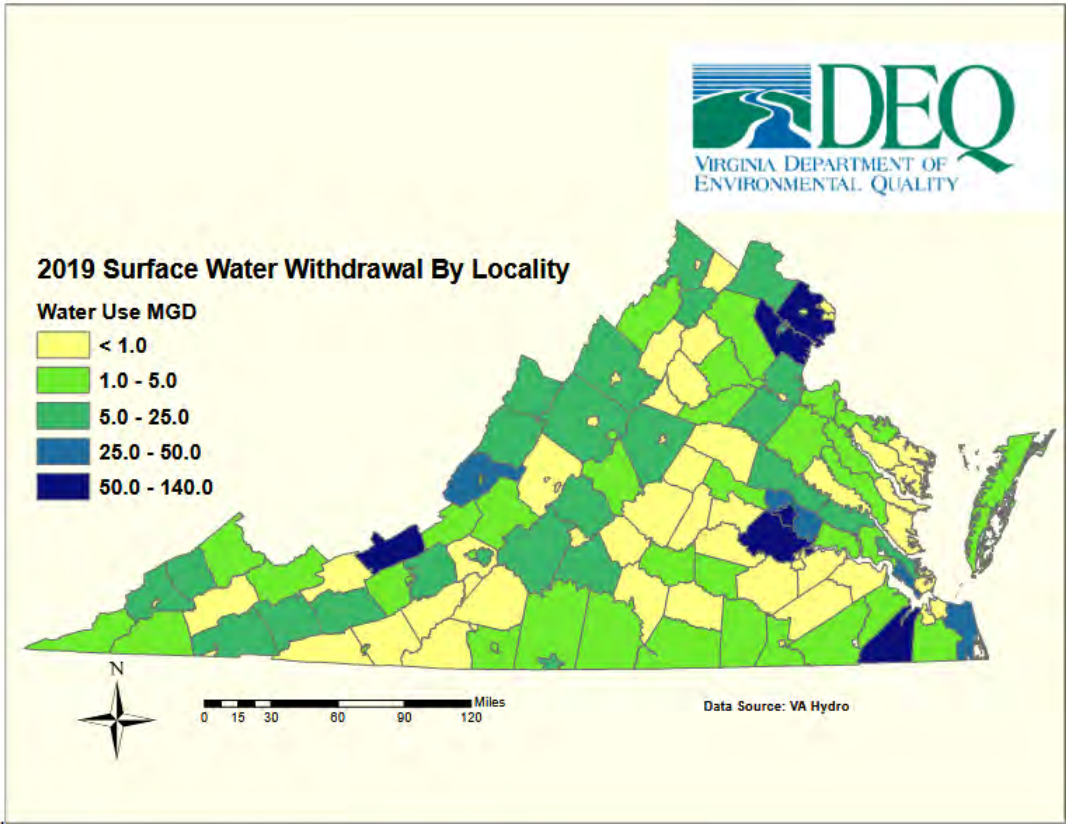 DEQ
VIRGINIA DEPARTMENT OF
ENVIRONMENTAL QUALITY
2019 Surface Water Withdrawal By Locality
Water Use MGD
< 1.0
1.0 - 5.0
5.0 - 25.0
25.0 - 50.0
50.0 - 140.0
N
Miles
0 15 30 60 90 120
Data Source: VA Hydro